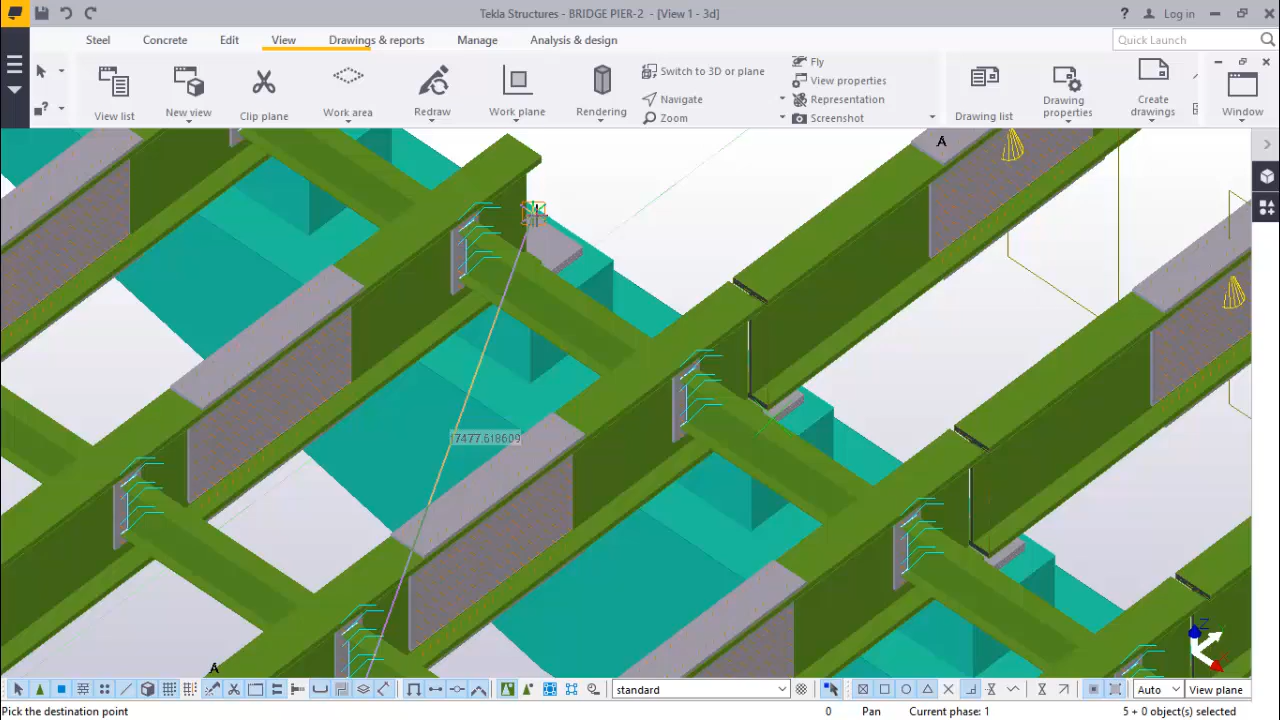 Tekla Structures - BRIDGE PIER-2 - [View 1 - 3d]
? Log in
Steel Concrete Edit View Drawings & reports Manage Analysis & design
Quick Launch
View list
New view
Clip plane
Work area
Redraw
Work plane
Rendering
Switch to 3D or plane
Navigate
Zoom
Fly
View properties
Representation
Screenshot
Drawing list
Drawing properties
Create drawings
Window
A
17477.618609
A
Z
standard
Auto
View plane
Pick the destination point
0
Pan
Current phase: 1
5 + 0 object(s) selected